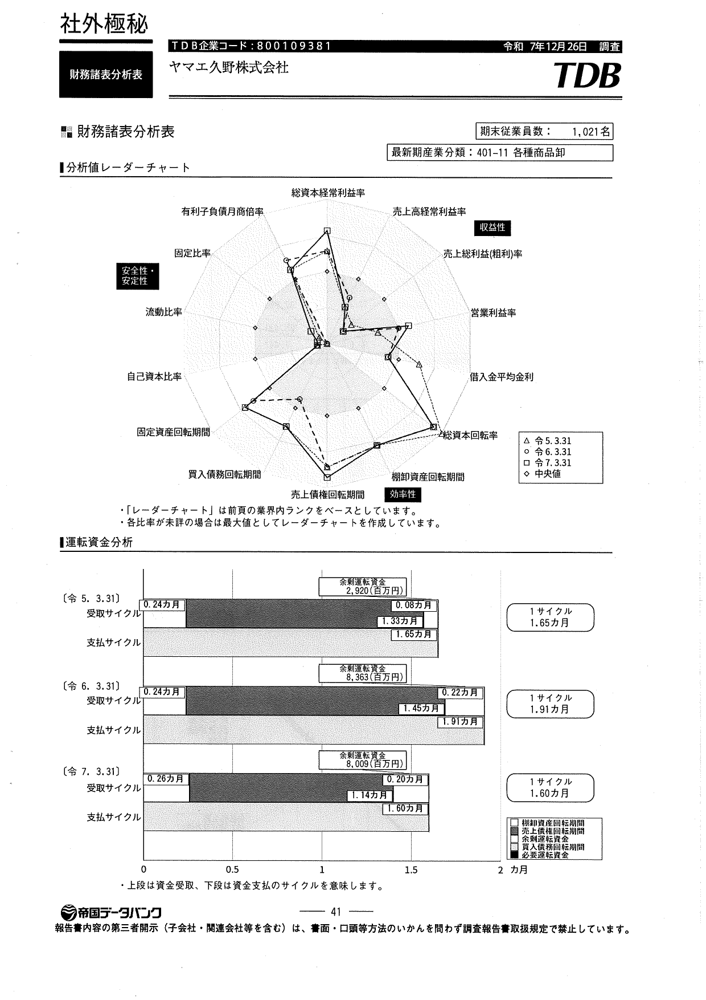 社外極秘
TDB企業コード:800109381 令和 7年12月26日 調査
財務諸表分析表
ヤマエ久野株式会社
TDB
財務諸表分析表
期末従業員数： 1,021名
最新期産業分類：401-11 各種商品卸
分析値レーダーチャート
総資本経常利益率
有利子負債月商倍率
売上高経常利益率
収益性
固定比率
売上総利益(粗利)率
安全性・
安定性
流動比率
営業利益率
自己資本比率
借入金平均金利
固定資産回転期間
総資本回転率
△ 令5.3.31
○ 令6.3.31
□ 令7.3.31
◇ 中央値
買入債務回転期間
棚卸資産回転期間
売上債権回転期間
効率性
・「レーダーチャート」は前頁の業界内ランクをベースとしています。
・各比率が未詳の場合は最大値としてレーダーチャートを作成しています。
運転資金分析
余剰運転資金
2,920(百万円)
〔令 5. 3.31〕
受取サイクル
0.24カ月
0.08カ月
1.33カ月
支払サイクル
1.65カ月
1サイクル
1.65カ月
余剰運転資金
8,363(百万円)
〔令 6. 3.31〕
受取サイクル
0.24カ月
0.22カ月
1.45カ月
支払サイクル
1.91カ月
1サイクル
1.91カ月
余剰運転資金
8,009(百万円)
〔令 7. 3.31〕
受取サイクル
0.26カ月
0.20カ月
1.14カ月
支払サイクル
1.60カ月
1サイクル
1.60カ月
棚卸資産回転期間
売上債権回転期間
余剰運転資金
買入債務回転期間
必要運転資金
0 0.5 1 1.5 2 カ月
・上段は資金受取、下段は資金支払のサイクルを意味します。
帝国データバンク
41
報告書内容の第三者開示（子会社・関連会社等を含む）は、書面・口頭等方法のいかんを問わず調査報告書取扱規定で禁止しています。